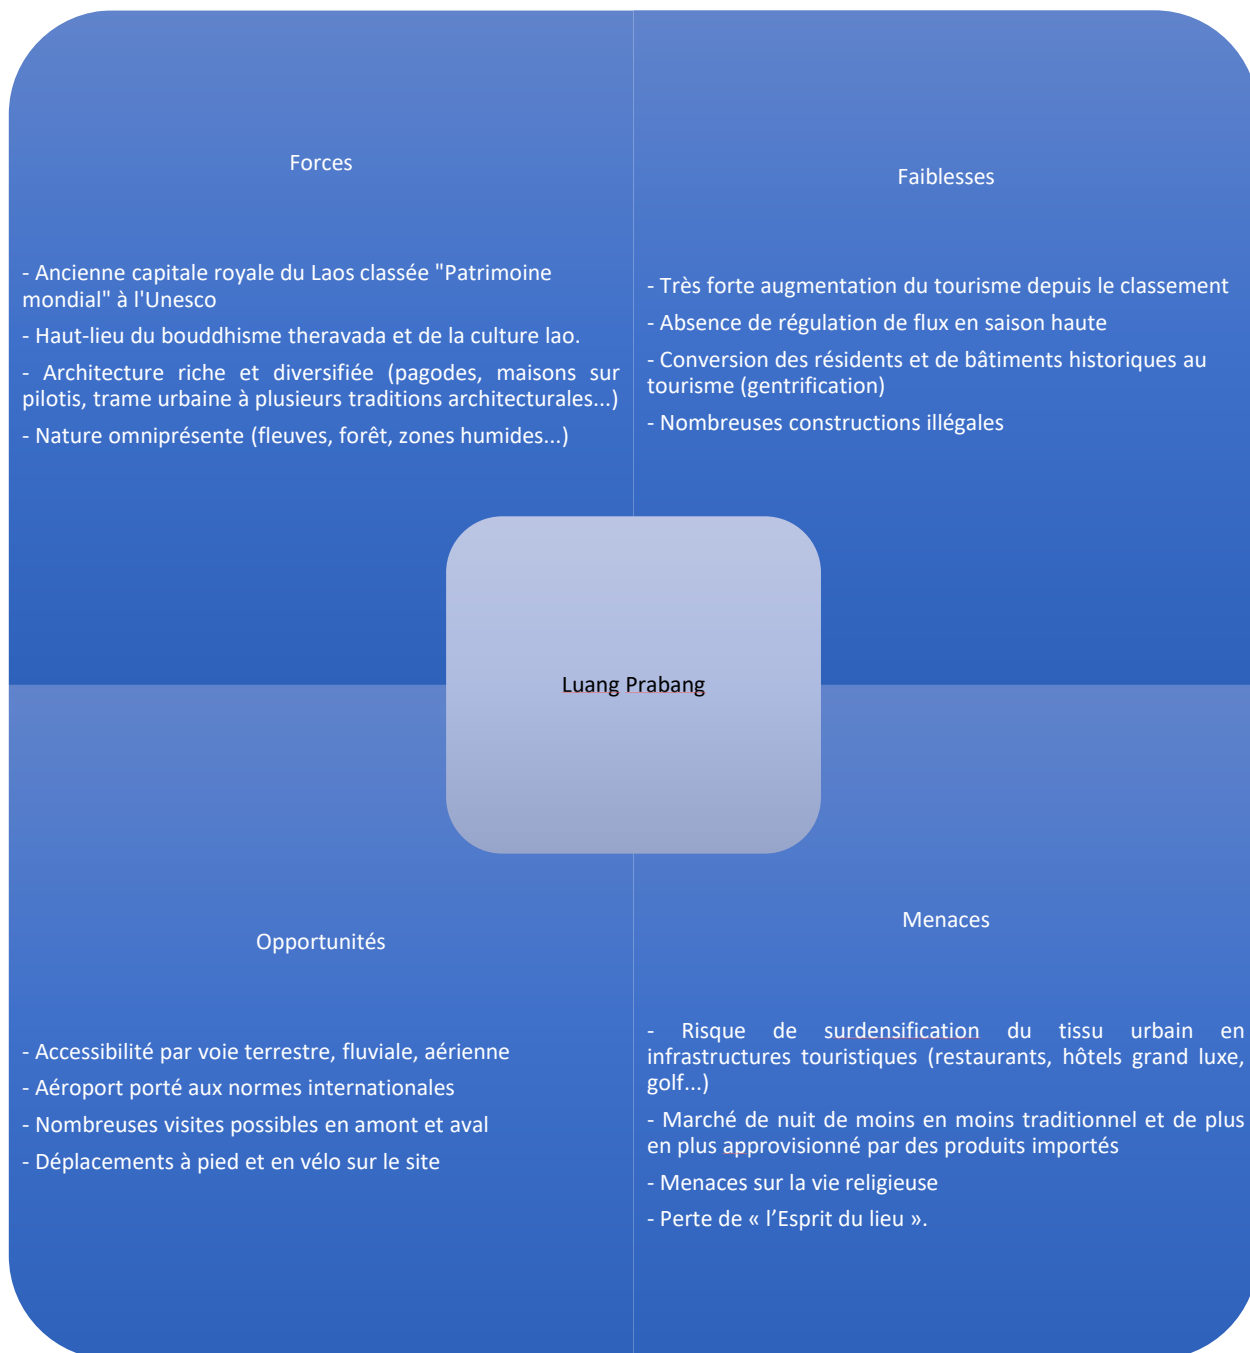 Forces
- Ancienne capitale royale du Laos classée "Patrimoine
mondial" à l'Unesco
- Haut-lieu du bouddhisme theravada et de la culture lao.
- Architecture riche et diversifiée (pagodes, maisons sur
pilotis, trame urbaine à plusieurs traditions architecturales...)
- Nature omniprésente (fleuves, forêt, zones humides...)
Faiblesses
- Très forte augmentation du tourisme depuis le classement
- Absence de régulation de flux en saison haute
- Conversion des résidents et de bâtiments historiques au
tourisme (gentrification)
- Nombreuses constructions illégales
Luang Prabang
Opportunités
- Accessibilité par voie terrestre, fluviale, aérienne
- Aéroport porté aux normes internationales
- Nombreuses visites possibles en amont et aval
- Déplacements à pied et en vélo sur le site
Menaces
- Risque de surdensification du tissu urbain en
infrastructures touristiques (restaurants, hôtels grand luxe,
golf...)
- Marché de nuit de moins en moins traditionnel et de plus
en plus approvisionné par des produits importés
- Menaces sur la vie religieuse
- Perte de « l’Esprit du lieu ».